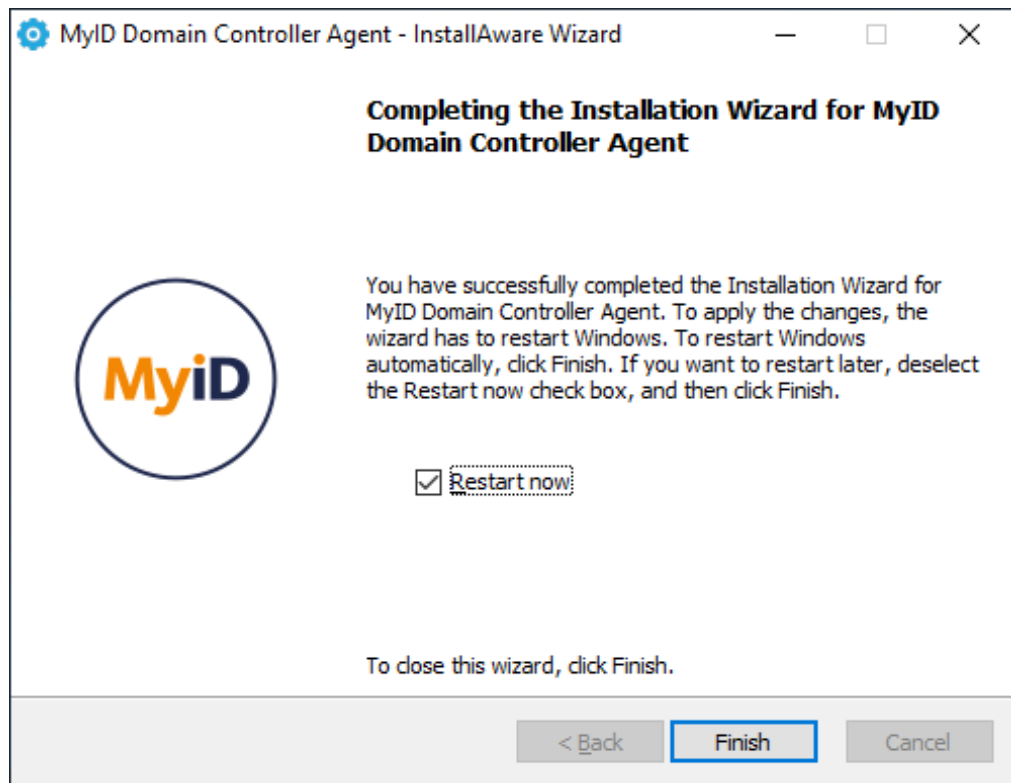 MyID Domain Controller Agent - InstallAware Wizard
Completing the Installation Wizard for MyID
Domain Controller Agent
You have successfully completed the Installation Wizard for
MyID Domain Controller Agent. To apply the changes, the
wizard has to restart Windows. To restart Windows
automatically, click Finish. If you want to restart later, deselect
the Restart now check box, and then click Finish.
MyiD
Restart now
To close this wizard, click Finish.
< Back
Finish
Cancel